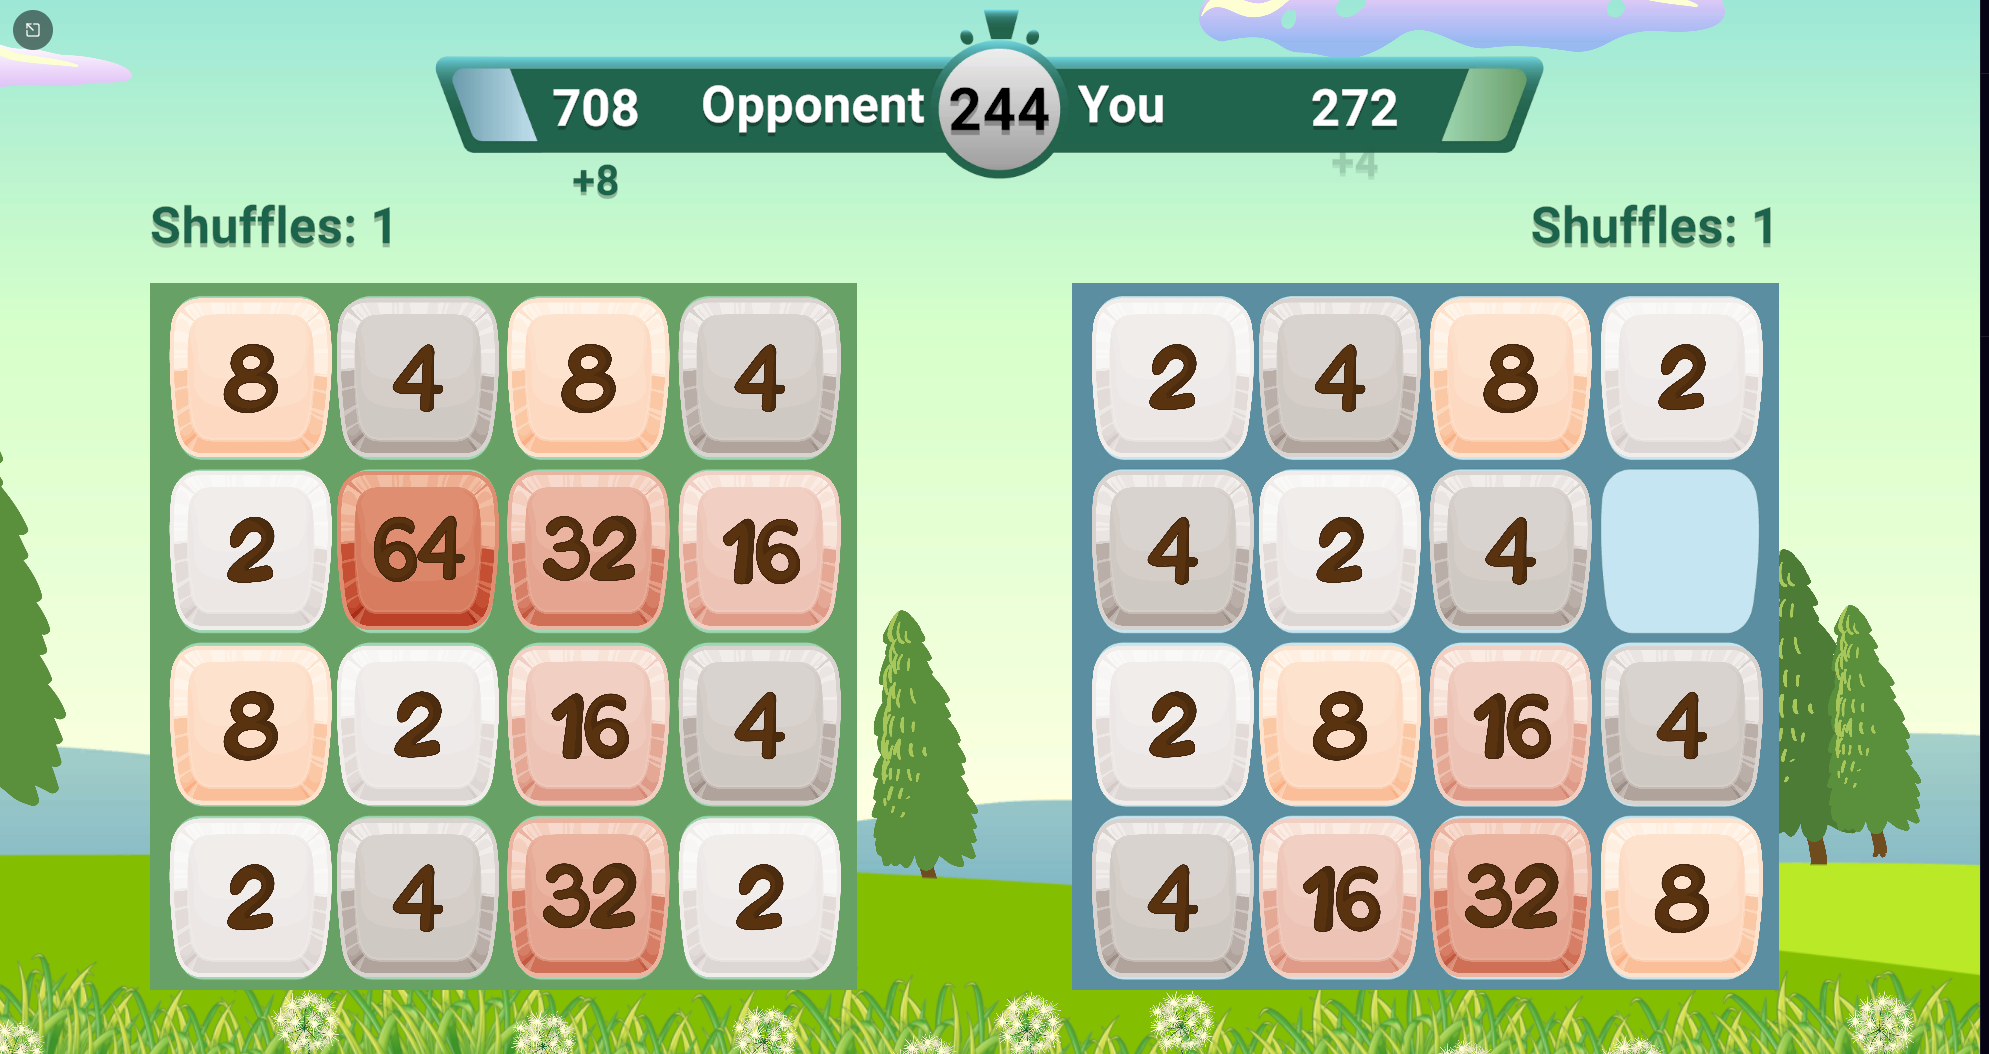 708 Opponent 244 You 272
+8 +4
Shuffles: 1 Shuffles: 1
8 4 8 4
2 64 32 16
8 2 16 4
2 4 32 2
2 4 8 2
4 2 4
2 8 16 4
4 16 32 8